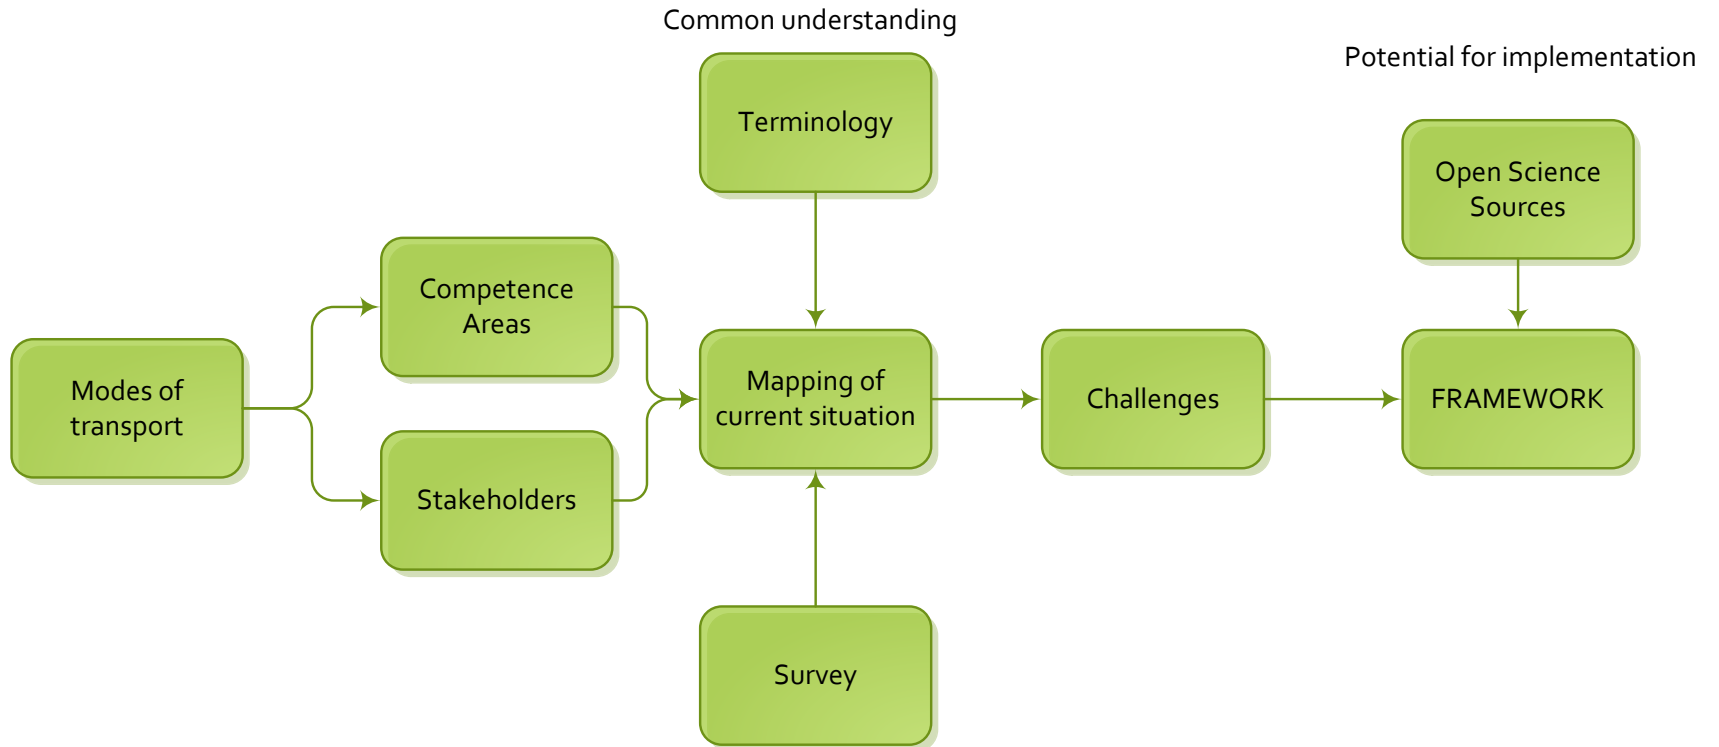 Common understanding
Potential for implementation
Terminology
Open Science
Sources
Competence
Areas
Modes of
transport
Mapping of
current situation
Challenges
FRAMEWORK
Stakeholders
Survey